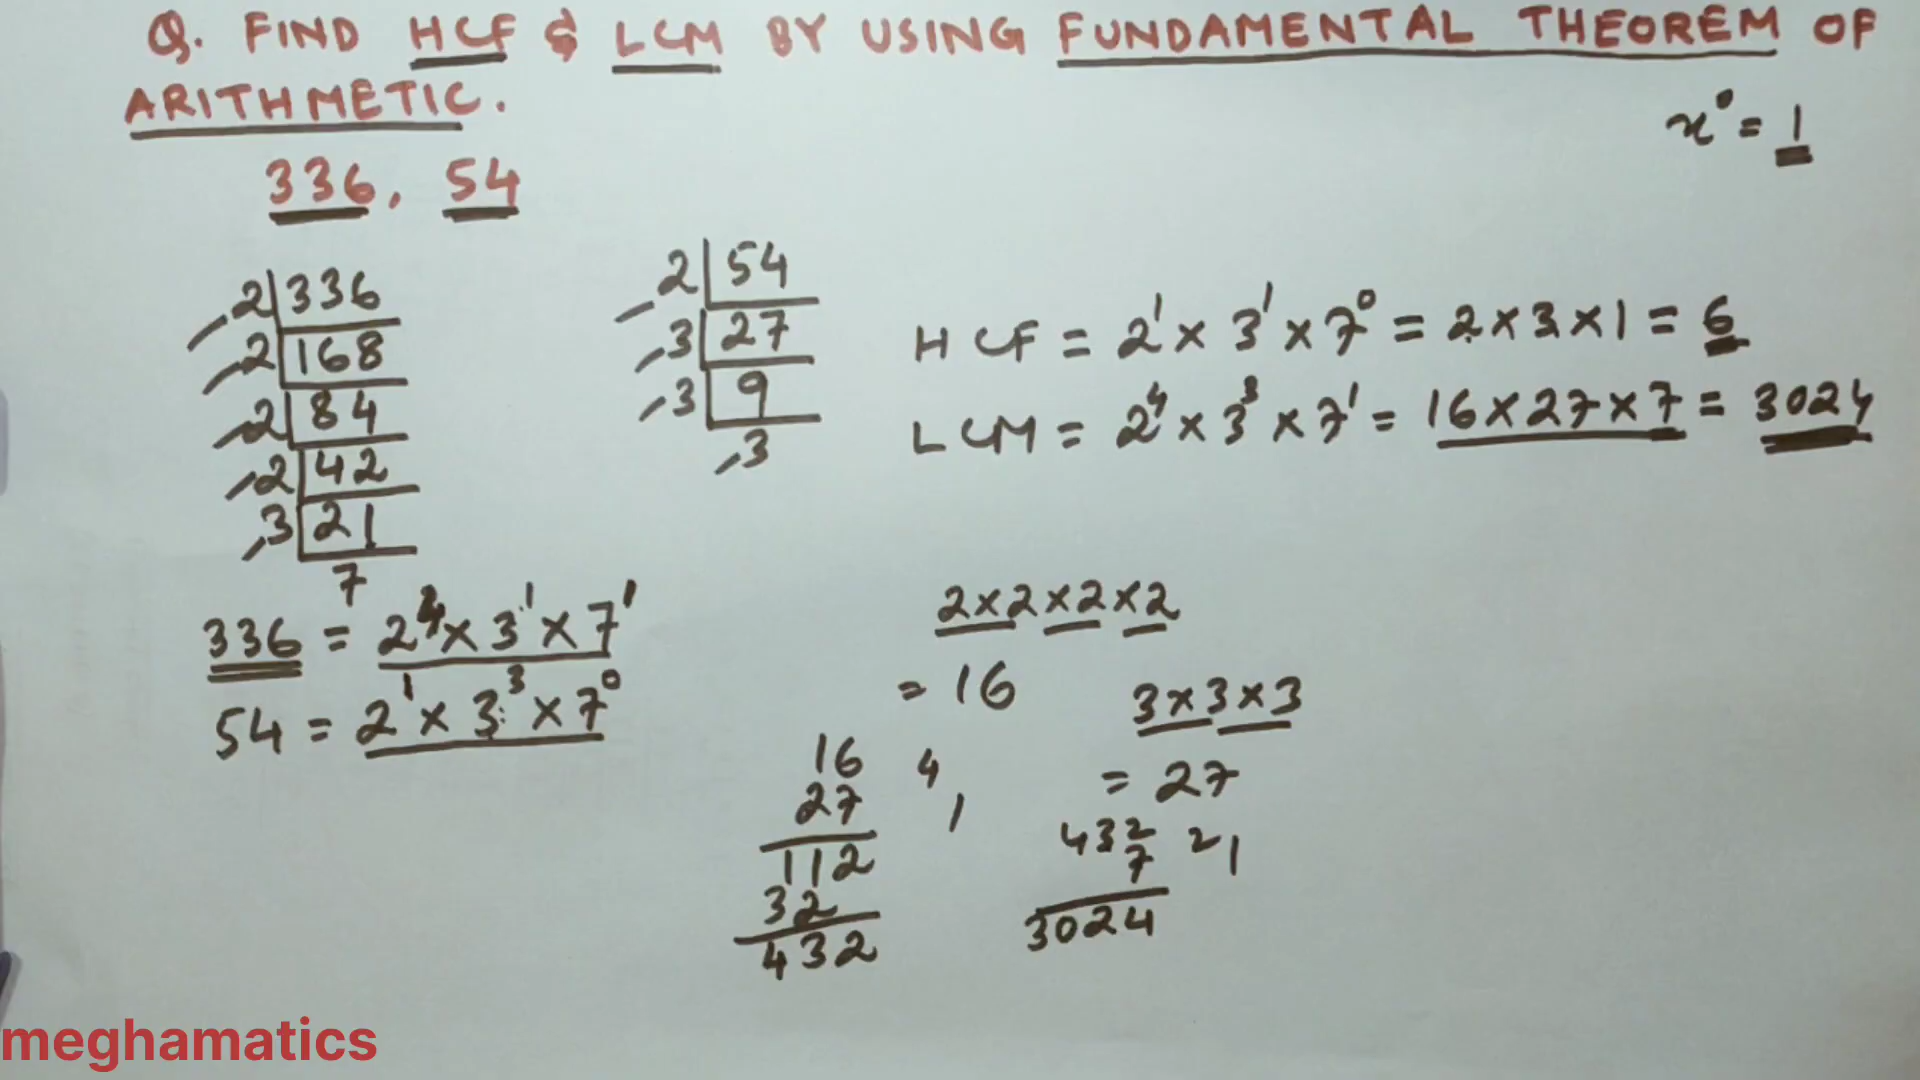 Q. FIND HCF & LCM BY USING FUNDAMENTAL THEOREM OF
ARITHMETIC.
x⁰ = 1
336, 54
2 | 336
2 | 168
2 | 84
2 | 42
3 | 21
7
2 | 54
3 | 27
3 | 9
3
HCF = 2¹ × 3¹ × 7⁰ = 2 × 3 × 1 = 6
LCM = 2⁴ × 3³ × 7¹ = 16 × 27 × 7 = 3024
336 = 2⁴ × 3¹ × 7¹
54 = 2¹ × 3³ × 7⁰
2 × 2 × 2 × 2
= 16
3 × 3 × 3
= 27
16 4
27 1
112
32
432
432 21
7
3024
meghamatics